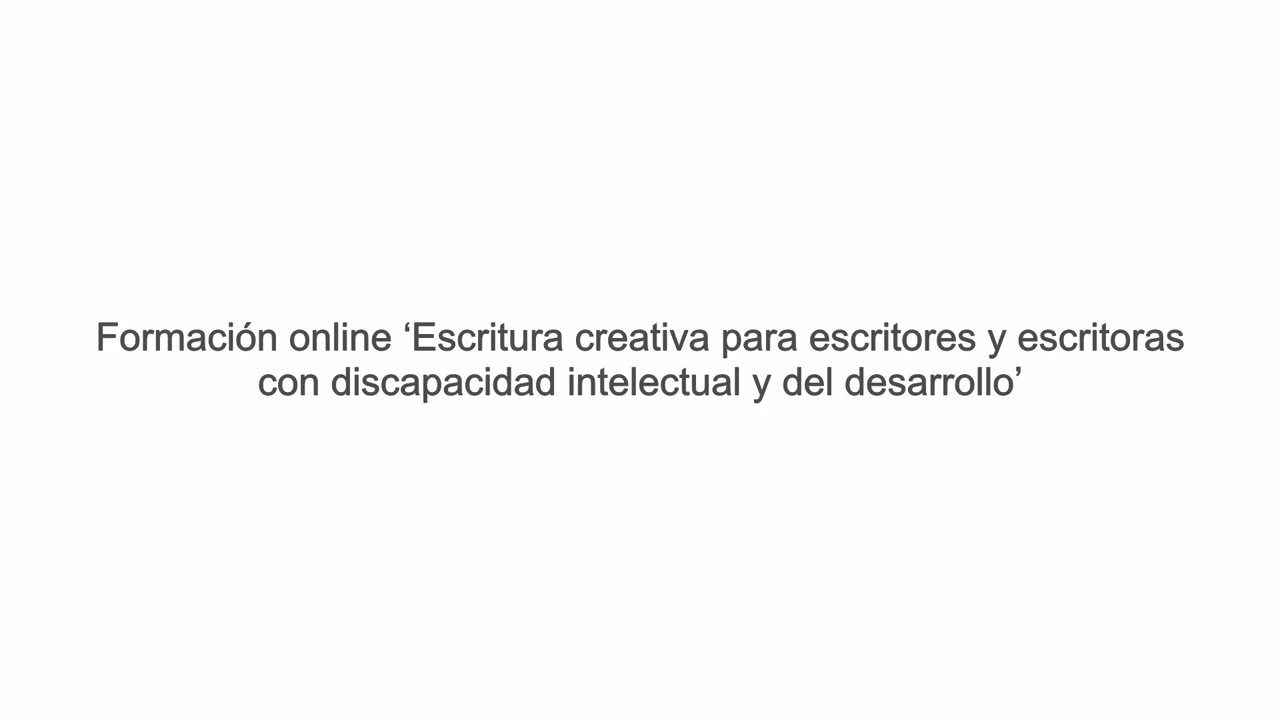 Formación online ‘Escritura creativa para escritores y escritoras
con discapacidad intelectual y del desarrollo’